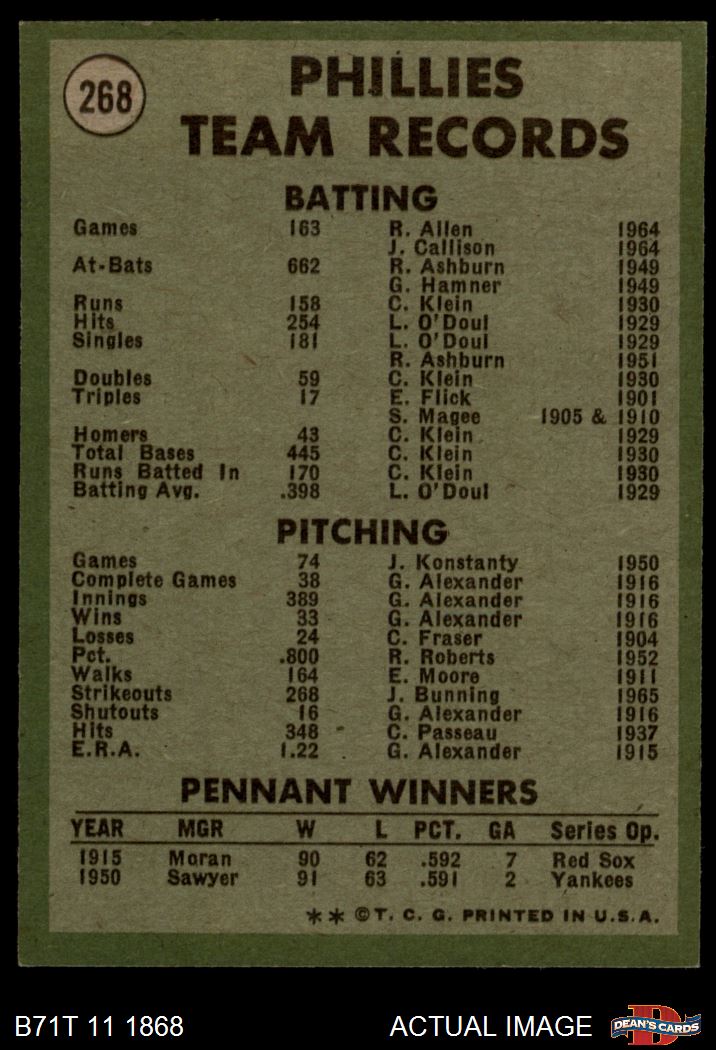 268
PHILLIES
TEAM RECORDS
BATTING
Games 163 R. Allen 1964
J. Callison 1964
At-Bats 662 R. Ashburn 1949
G. Hamner 1949
Runs 158 C. Klein 1930
Hits 254 L. O'Doul 1929
Singles 181 L. O'Doul 1929
R. Ashburn 1951
Doubles 59 C. Klein 1930
Triples 17 E. Flick 1901
S. Magee 1905 & 1910
Homers 43 C. Klein 1929
Total Bases 445 C. Klein 1930
Runs Batted In 170 C. Klein 1930
Batting Avg. .398 L. O'Doul 1929
PITCHING
Games 74 J. Konstanty 1950
Complete Games 38 G. Alexander 1916
Innings 389 G. Alexander 1916
Wins 33 G. Alexander 1916
Losses 24 C. Fraser 1904
Pct. .800 R. Roberts 1952
Walks 164 E. Moore 1911
Strikeouts 268 J. Bunning 1965
Shutouts 16 G. Alexander 1916
Hits 348 C. Passeau 1937
E.R.A. 1.22 G. Alexander 1915
PENNANT WINNERS
YEAR MGR W L PCT. GA Series Op.
1915 Moran 90 62 .592 7 Red Sox
1950 Sawyer 91 63 .591 2 Yankees
** ©T. C. G. PRINTED IN U.S.A.
B71T 11 1868 ACTUAL IMAGE DEAN'S CARDS